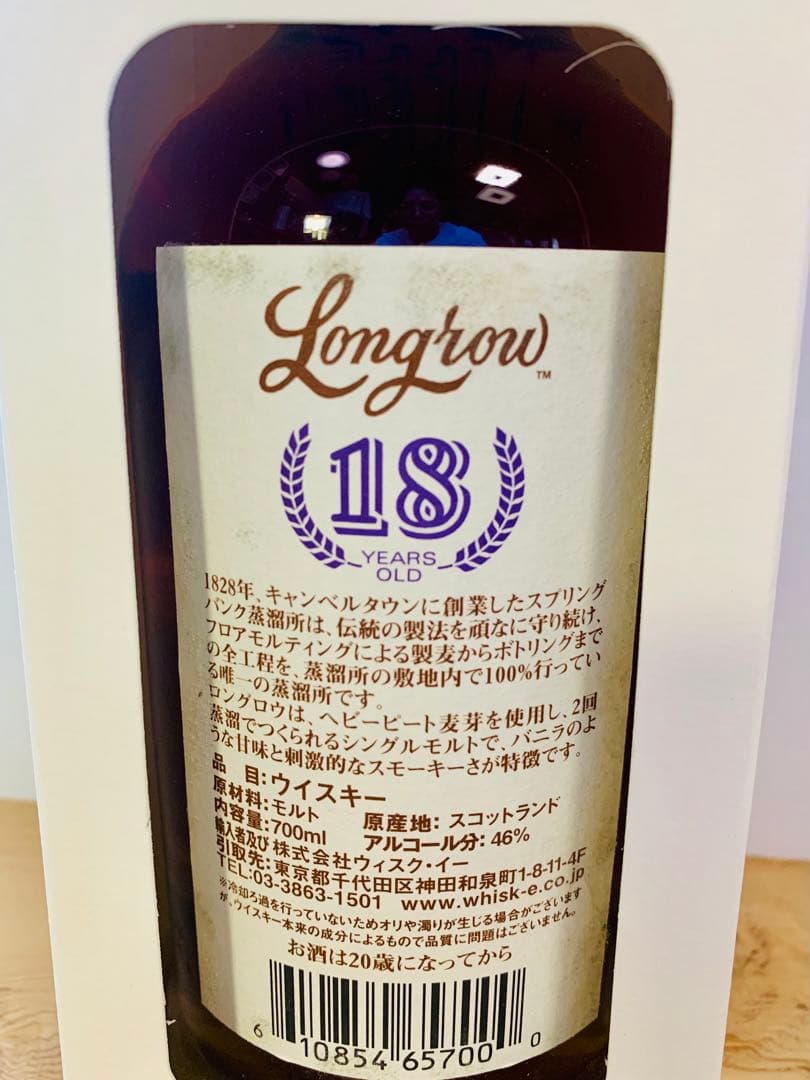 Longrow™
18
YEARS
OLD
1828年、キャンベルタウンに創業したスプリング
バンク蒸溜所は、伝統の製法を頑なに守り続け、
フロアモルティングによる製麦からボトリングまで
の全工程を、蒸溜所の敷地内で100%行ってい
る唯一の蒸溜所です。
ロングロウは、ヘビーピート麦芽を使用し、2回
蒸溜でつくられるシングルモルトで、バニラのよ
うな甘味と刺激的なスモーキーさが特徴です。
品 目:ウイスキー
原材料:モルト 原産地: スコットランド
内容量:700ml アルコール分: 46%
輸入者及び 株式会社ウィスク・イー
引取先: 東京都千代田区神田和泉町1-8-11-4F
TEL:03-3863-1501 www.whisk-e.co.jp
※冷却ろ過を行っていないためオリや濁りが生じる場合がございます
が、ウイスキー本来の成分によるもので品質に問題はございません。
お酒は20歳になってから
6 10854 65700 0